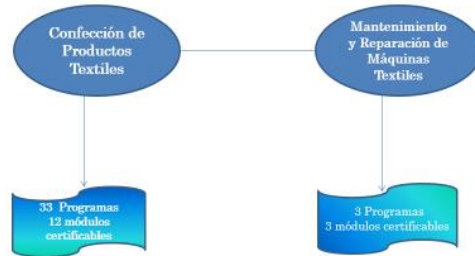 Confección de
Productos
Textiles
Mantenimiento
y Reparación de
Máquinas
Textiles
33 Programas
12 módulos
certificables
3 Programas
3 módulos certificables